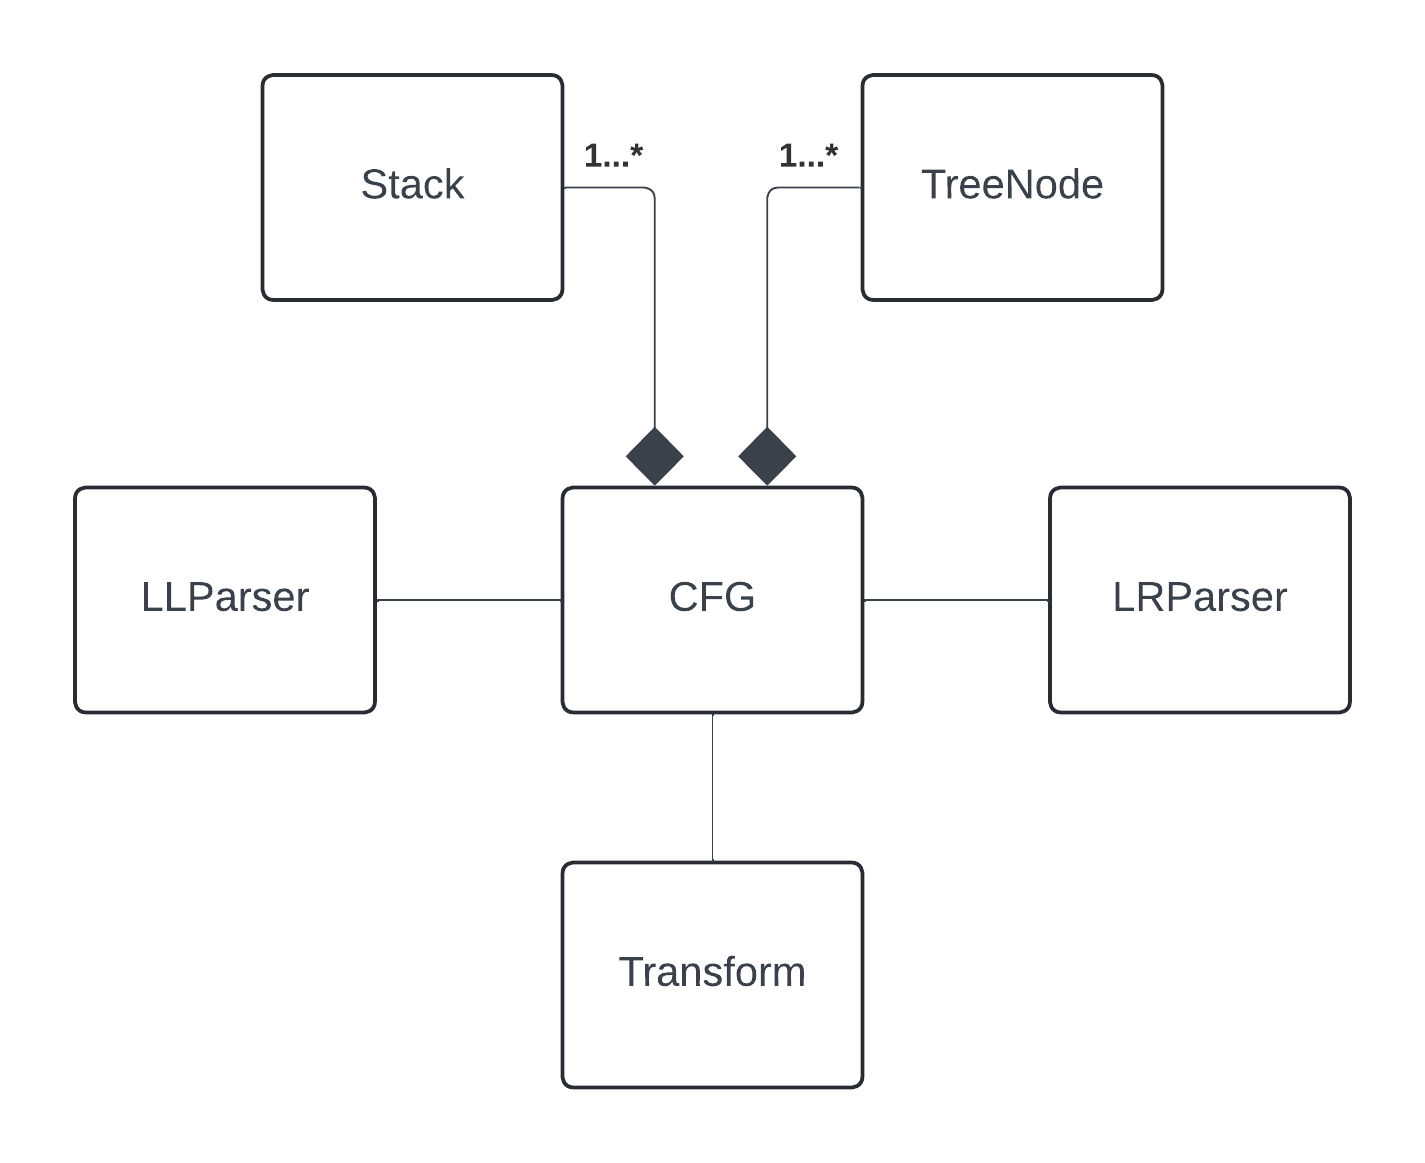 Stack
1...*
1...*
TreeNode
LLParser
CFG
LRParser
Transform